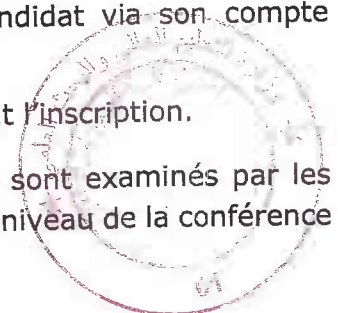 ndidat via son compte
t l'inscription.
sont examinés par les
niveau de la conférence